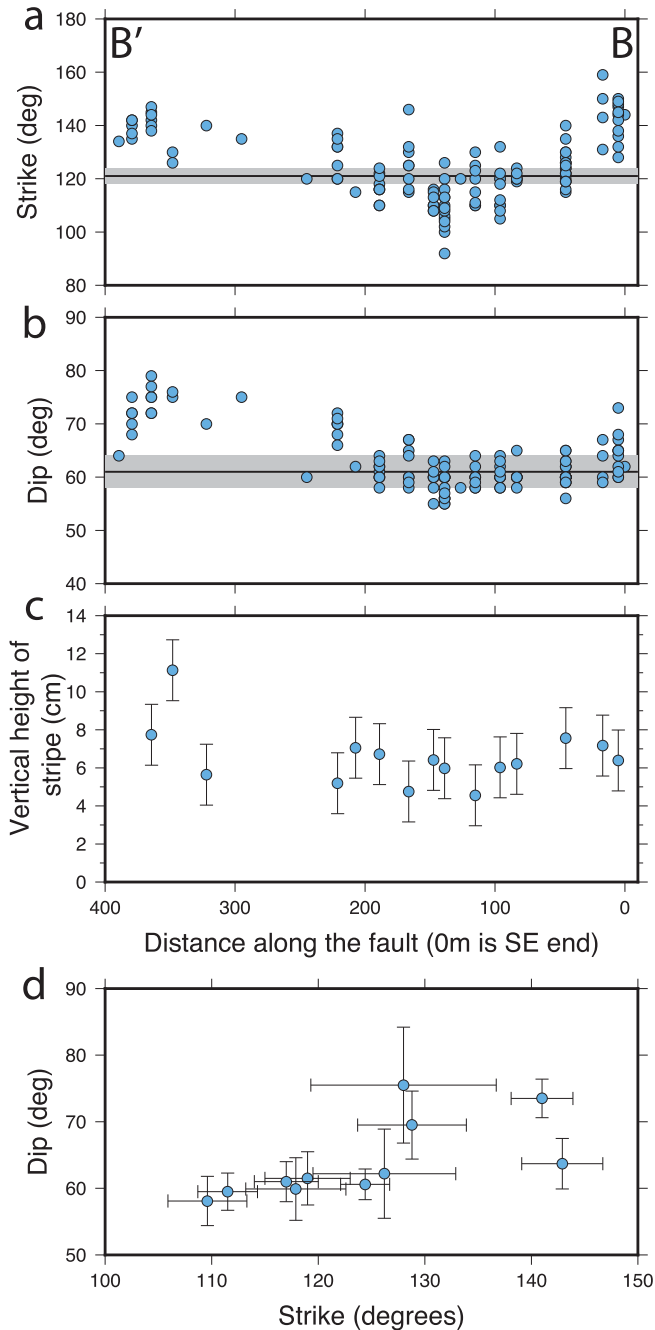 a
B′
B
180
160
140
120
100
80
Strike (deg)
b
90
80
70
60
50
40
Dip (deg)
c
14
12
10
8
6
4
2
0
Vertical height of
stripe (cm)
400
300
200
100
0
Distance along the fault (0m is SE end)
d
90
80
70
60
50
Dip (deg)
100
110
120
130
140
150
Strike (degrees)